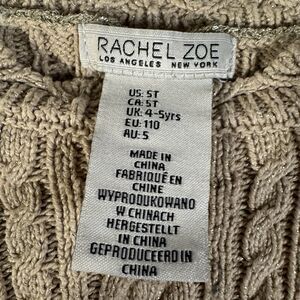 RACHEL ZOE
LOS ANGELES NEW YORK
US: 5T
CA: 5T
UK: 4-5yrs
EU: 110
AU: 5
MADE IN
CHINA
FABRIQUÉ EN
CHINE
WYPRODUKOWANO
W CHINACH
HERGESTELLT
IN CHINA
GEPRODUCEERD IN
CHINA